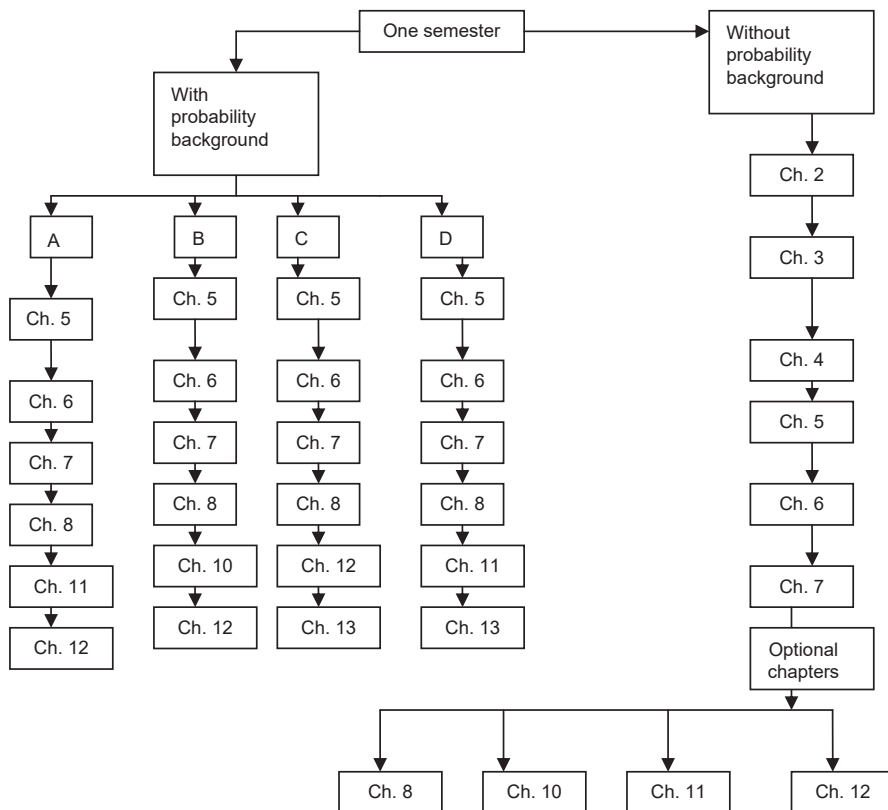 One semester
Without
probability
background
With
probability
background
Ch. 2
A
B
C
D
Ch. 3
Ch. 5
Ch. 5
Ch. 5
Ch. 5
Ch. 4
Ch. 6
Ch. 6
Ch. 6
Ch. 6
Ch. 5
Ch. 7
Ch. 7
Ch. 7
Ch. 7
Ch. 6
Ch. 8
Ch. 8
Ch. 8
Ch. 8
Ch. 11
Ch. 10
Ch. 12
Ch. 11
Ch. 7
Ch. 12
Ch. 12
Ch. 13
Ch. 13
Optional
chapters
Ch. 8
Ch. 10
Ch. 11
Ch. 12